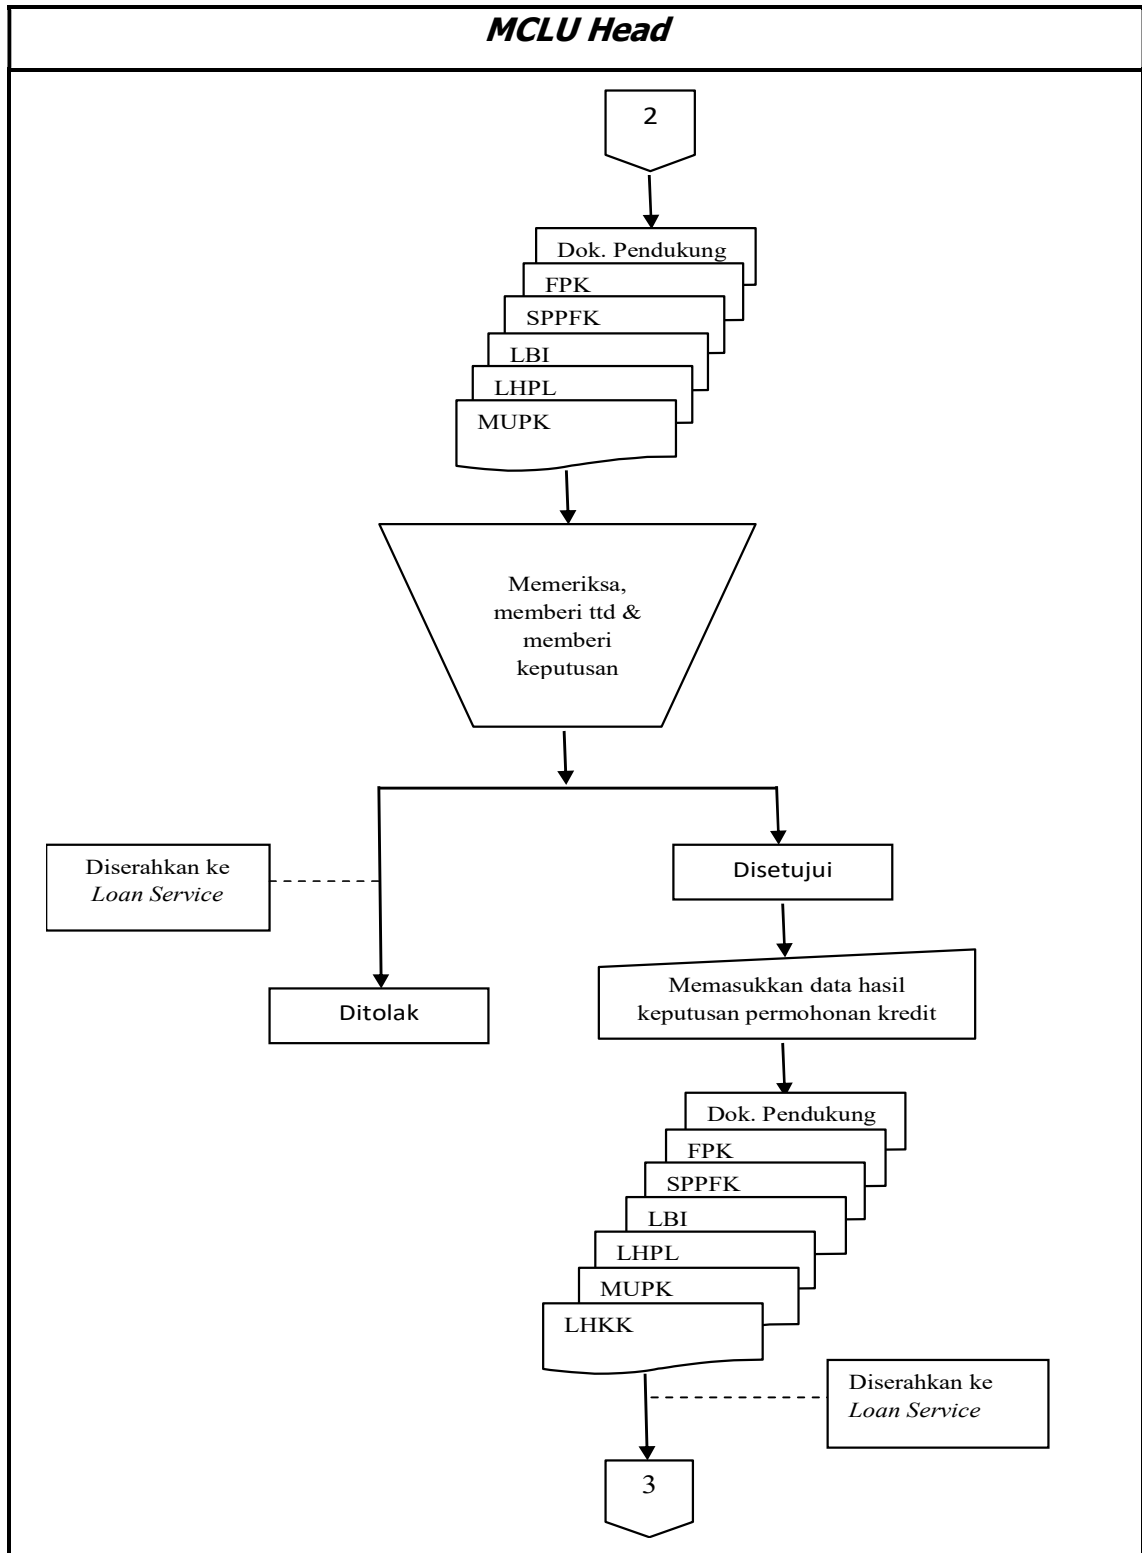 MCLU Head
2
Dok. Pendukung
FPK
SPPFK
LBI
LHPL
MUPK
Memeriksa,
memberi ttd &
memberi
keputusan
Diserahkan ke
Loan Service
Disetujui
Ditolak
Memasukkan data hasil
keputusan permohonan kredit
Dok. Pendukung
FPK
SPPFK
LBI
LHPL
MUPK
LHKK
Diserahkan ke
Loan Service
3